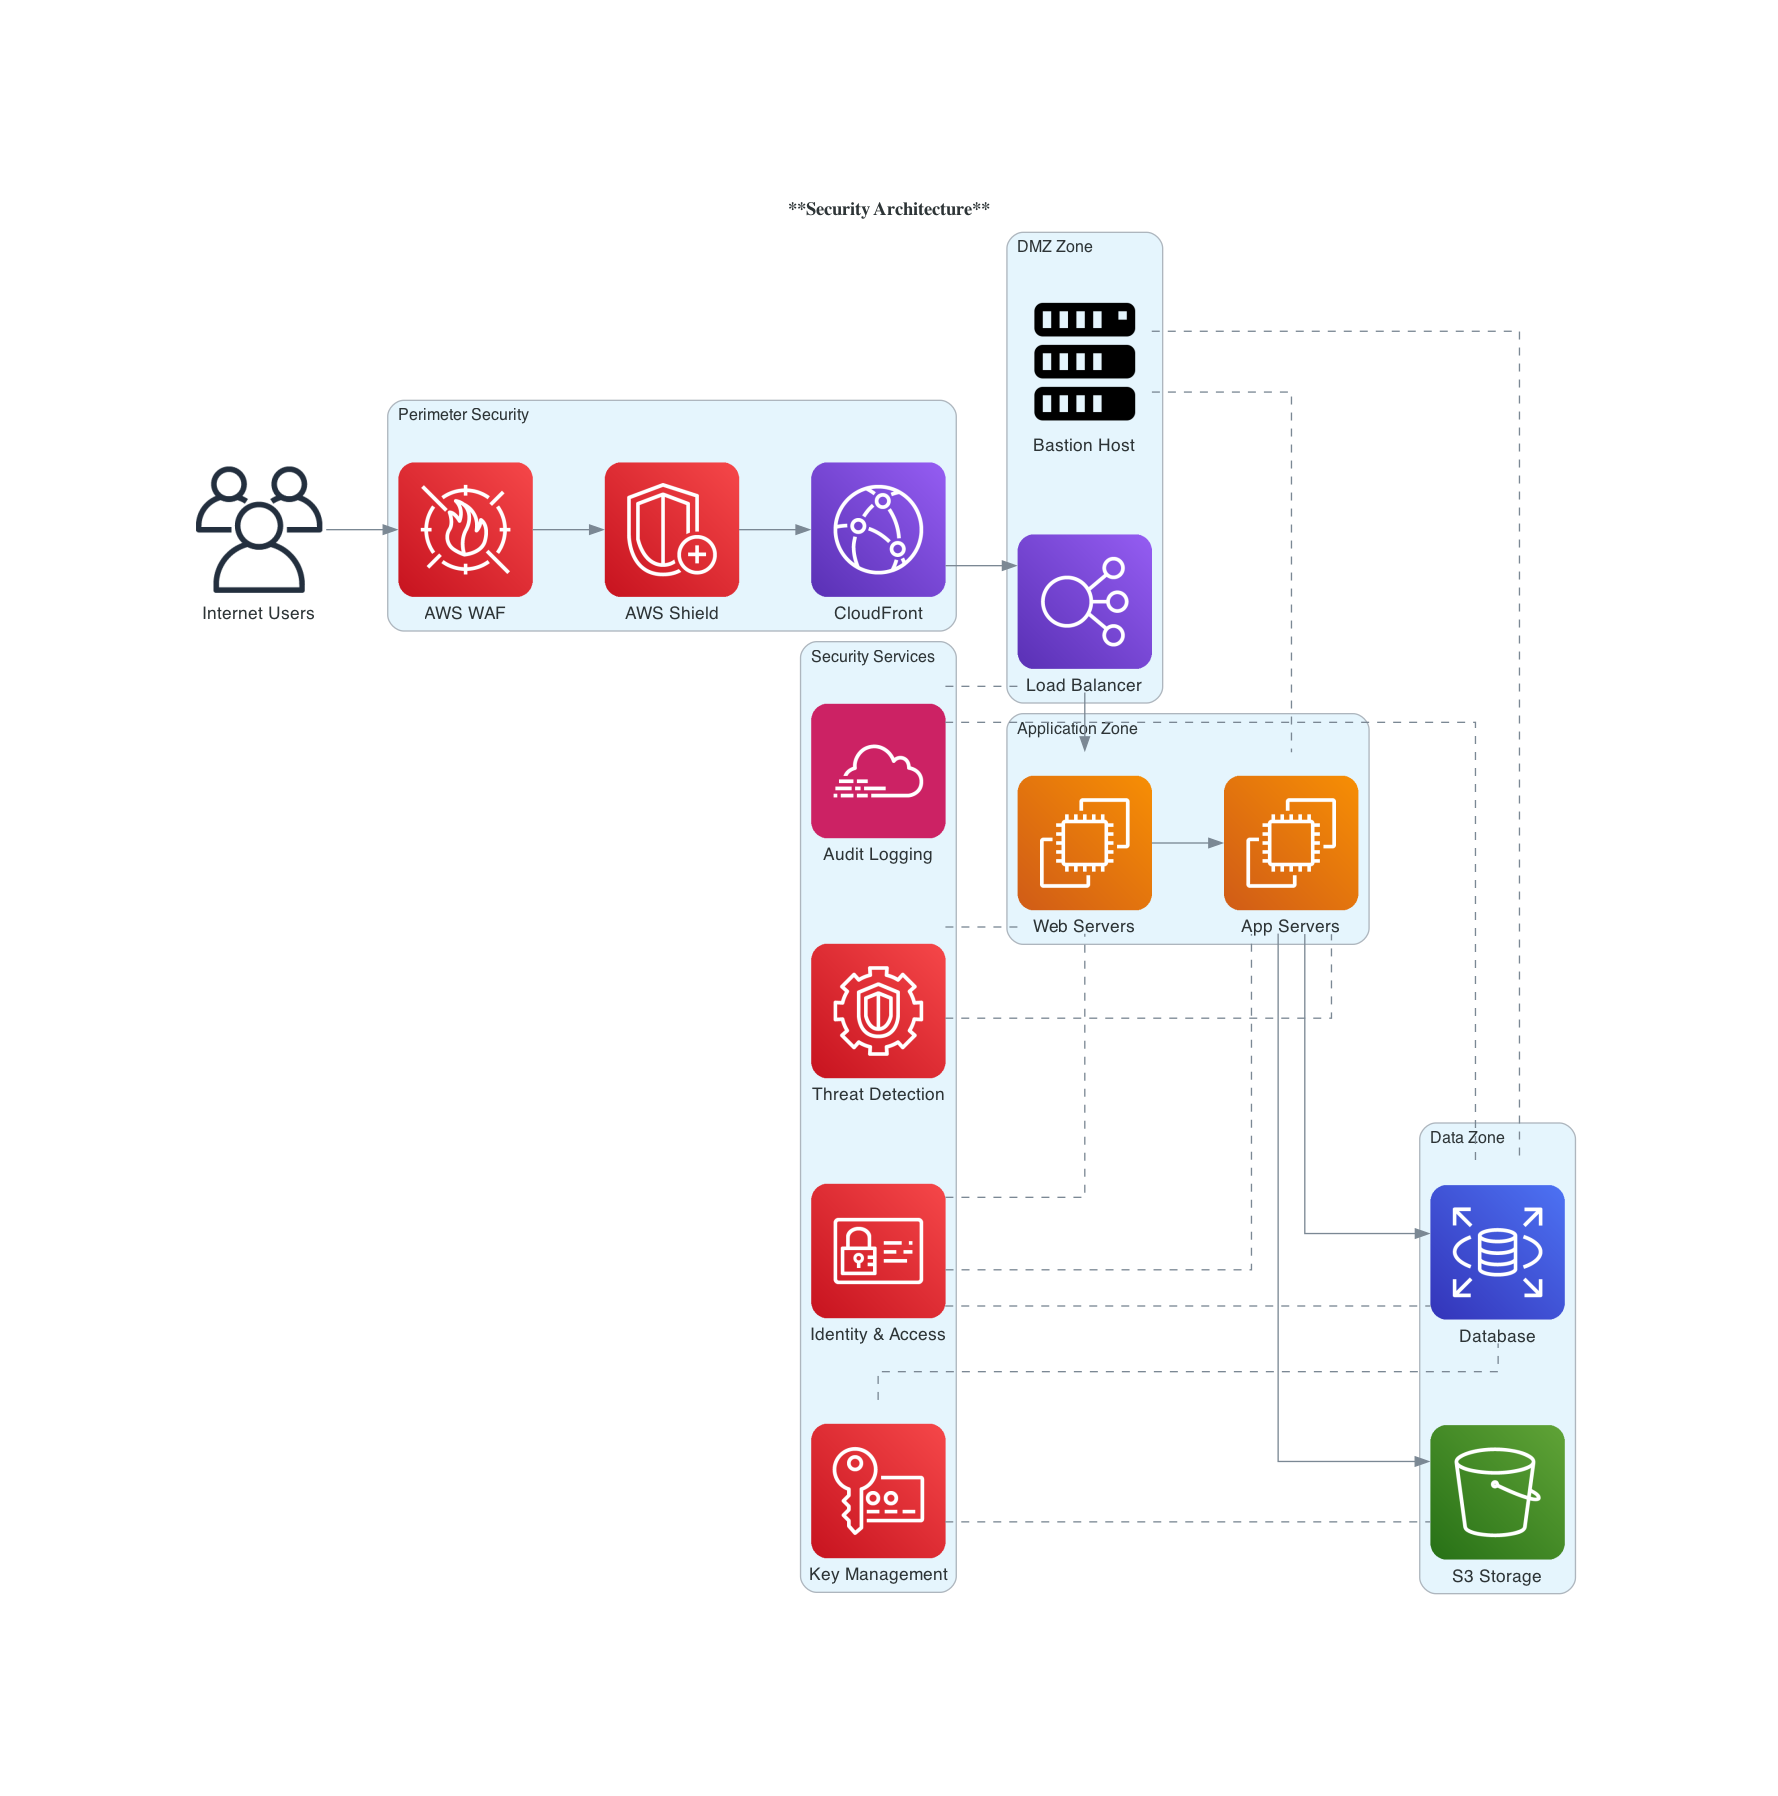 **Security Architecture**
DMZ Zone
Bastion Host
Perimeter Security
Internet Users
AWS WAF
AWS Shield
CloudFront
Load Balancer
Security Services
Audit Logging
Application Zone
Web Servers
App Servers
Threat Detection
Data Zone
Identity & Access
Database
Key Management
S3 Storage